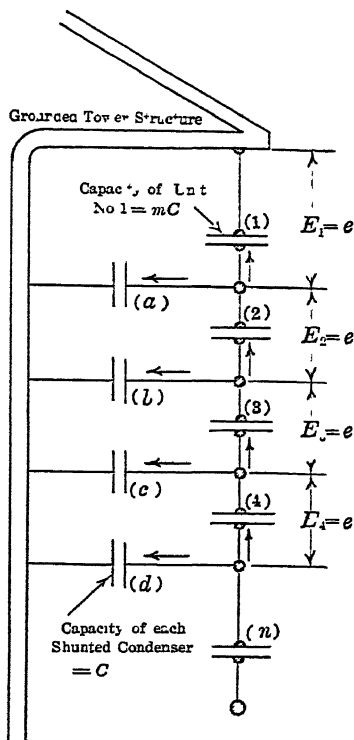 Grounded Tower Structure
Capacity of Unit
No 1 = mC
(1)
E₁=e
(a)
(2)
E₂=e
(b)
(3)
E₃=e
(c)
(4)
E₄=e
(d)
Capacity of each
Shunted Condenser
= C
(n)